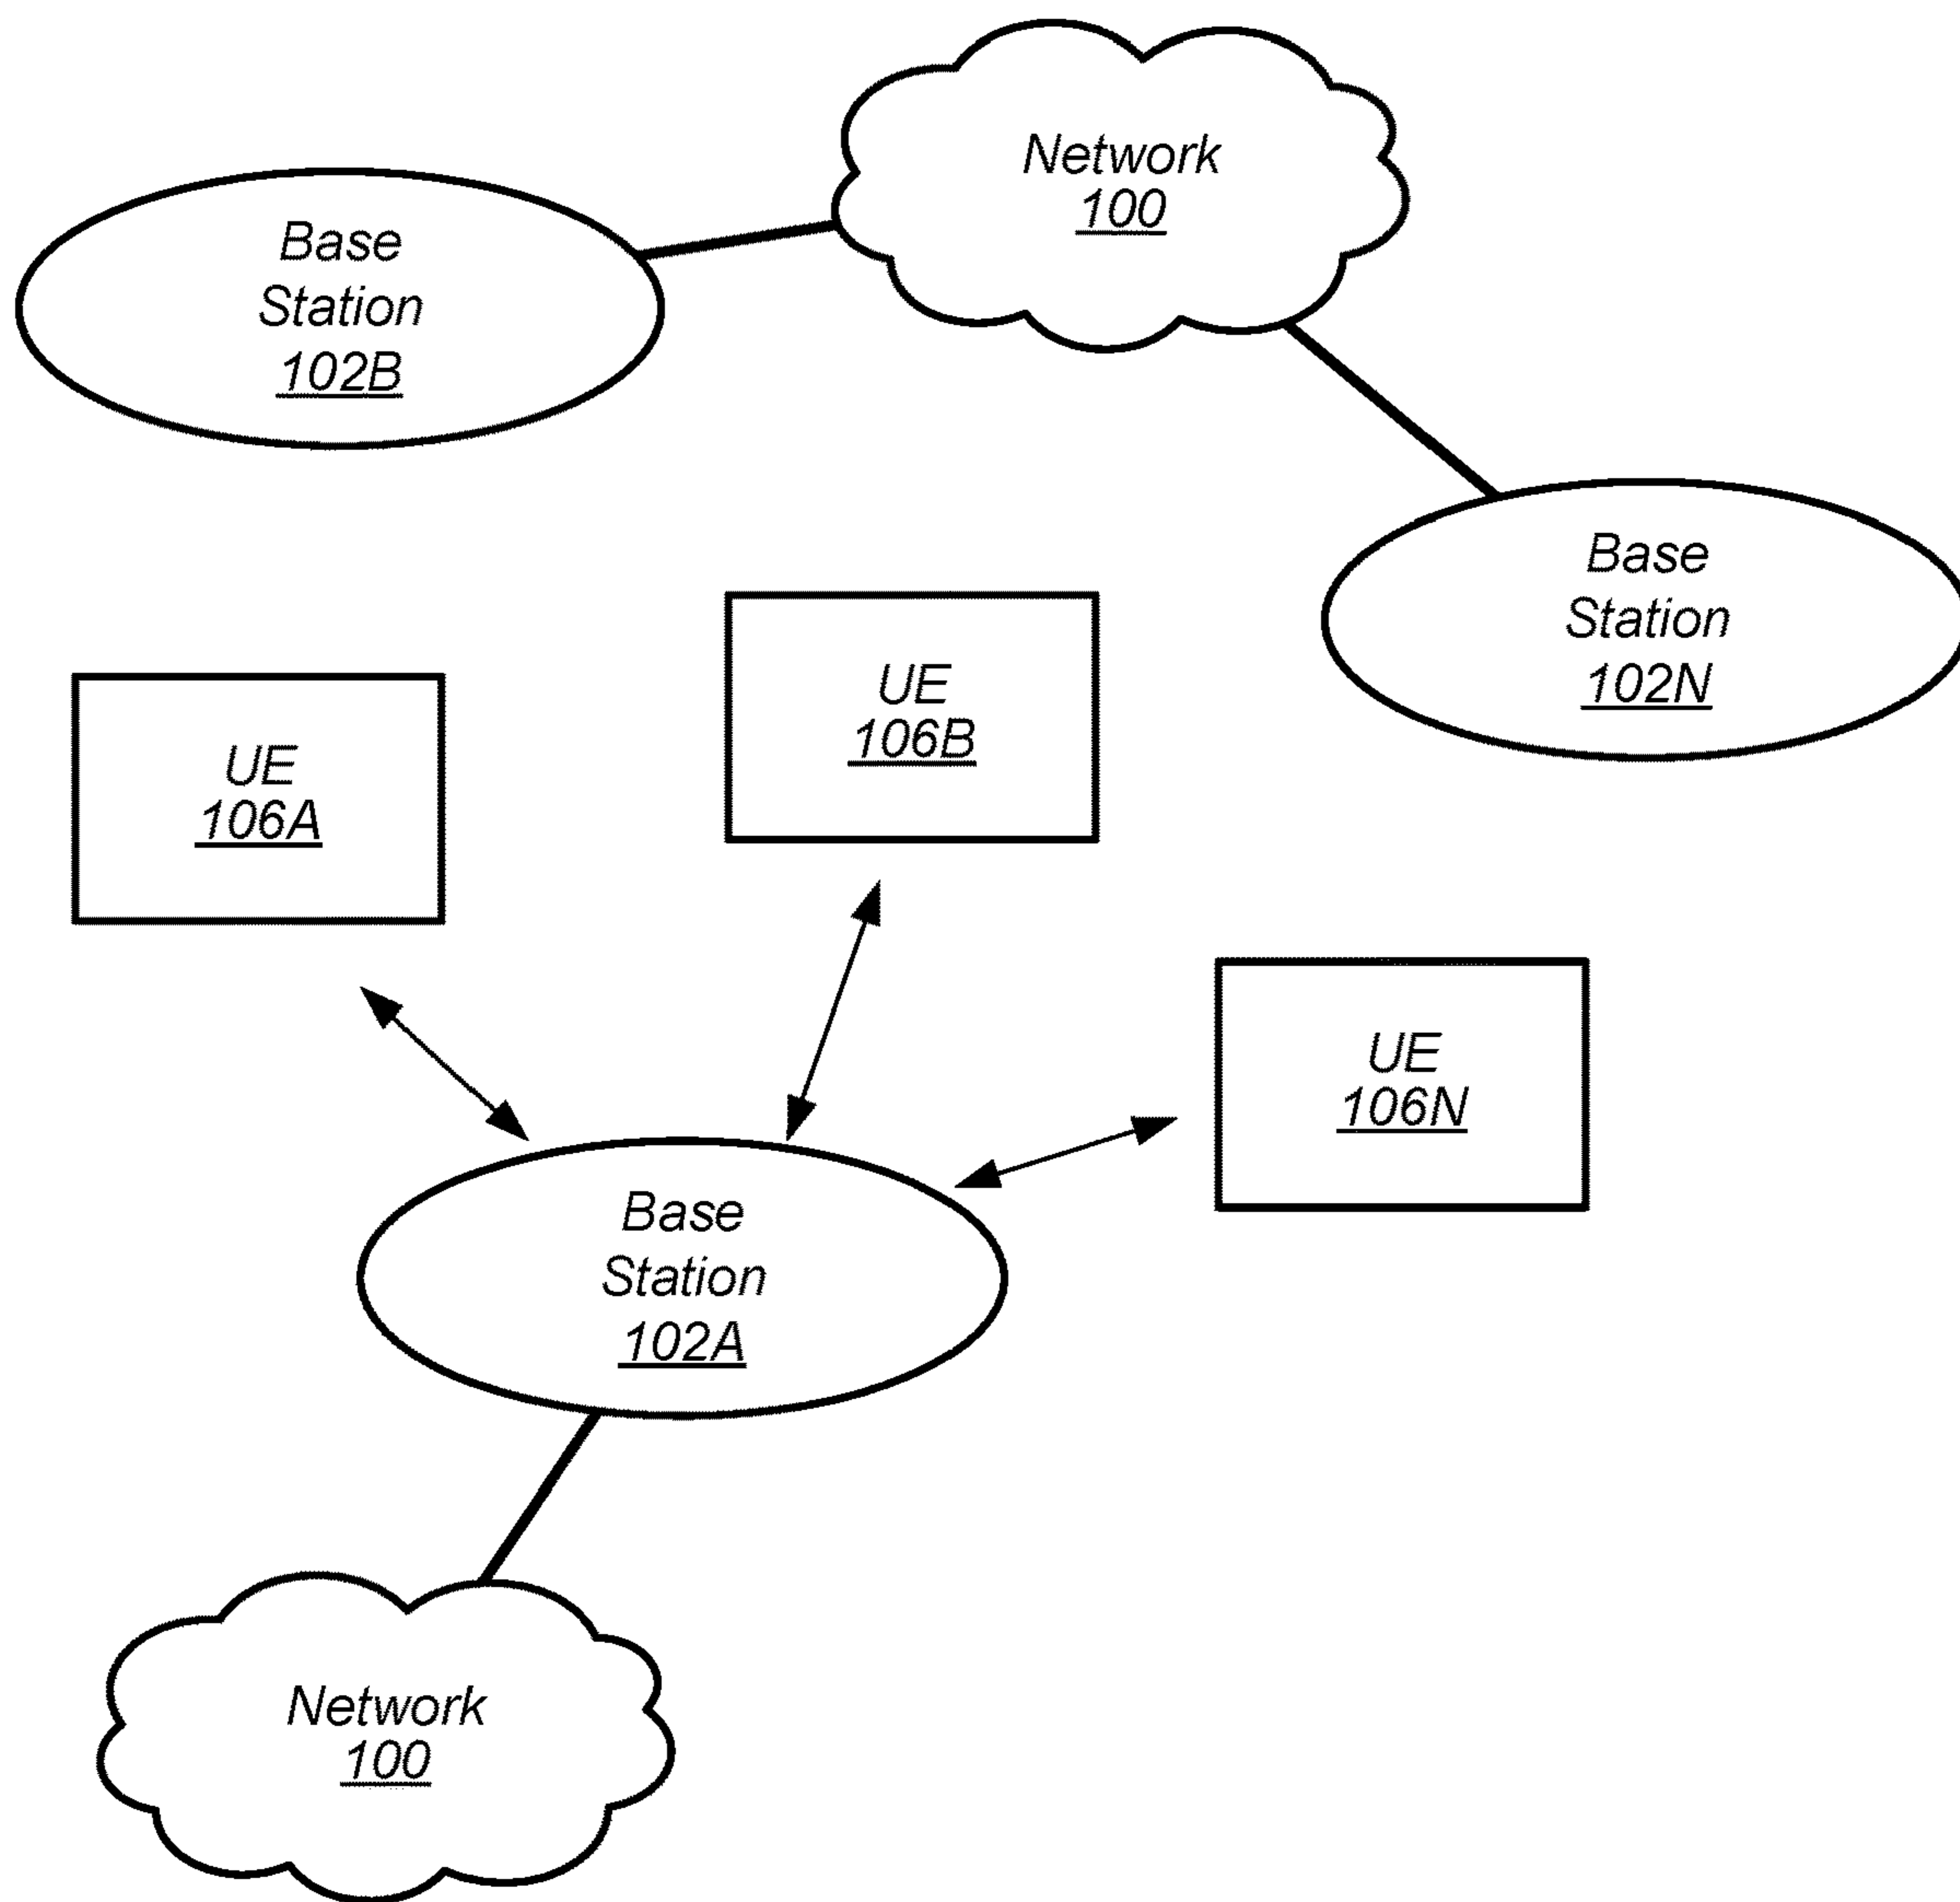 Network
100
Base
Station
102B
Base
Station
102N
UE
106B
UE
106A
UE
106N
Base
Station
102A
Network
100